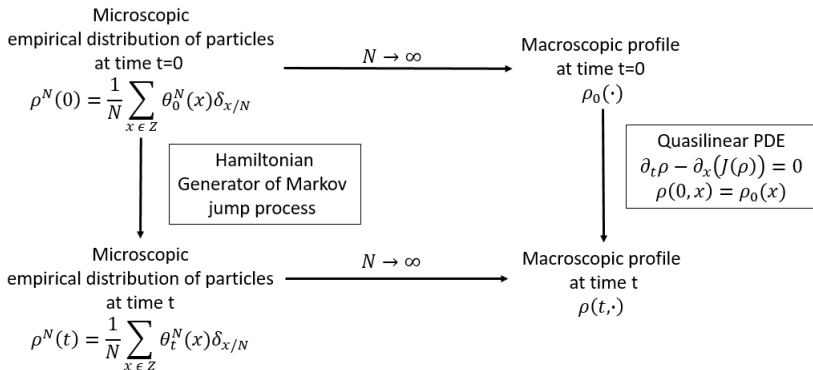 Microscopic
empirical distribution of particles
at time t=0
ρ^N(0) = 1/N ∑_{x ϵ Z} θ_0^N(x)δ_{x/N}
N → ∞
Macroscopic profile
at time t=0
ρ_0(·)
Hamiltonian
Generator of Markov
jump process
Quasilinear PDE
∂_tρ − ∂_x(J(ρ)) = 0
ρ(0, x) = ρ_0(x)
Microscopic
empirical distribution of particles
at time t
ρ^N(t) = 1/N ∑_{x ϵ Z} θ_t^N(x)δ_{x/N}
N → ∞
Macroscopic profile
at time t
ρ(t,·)